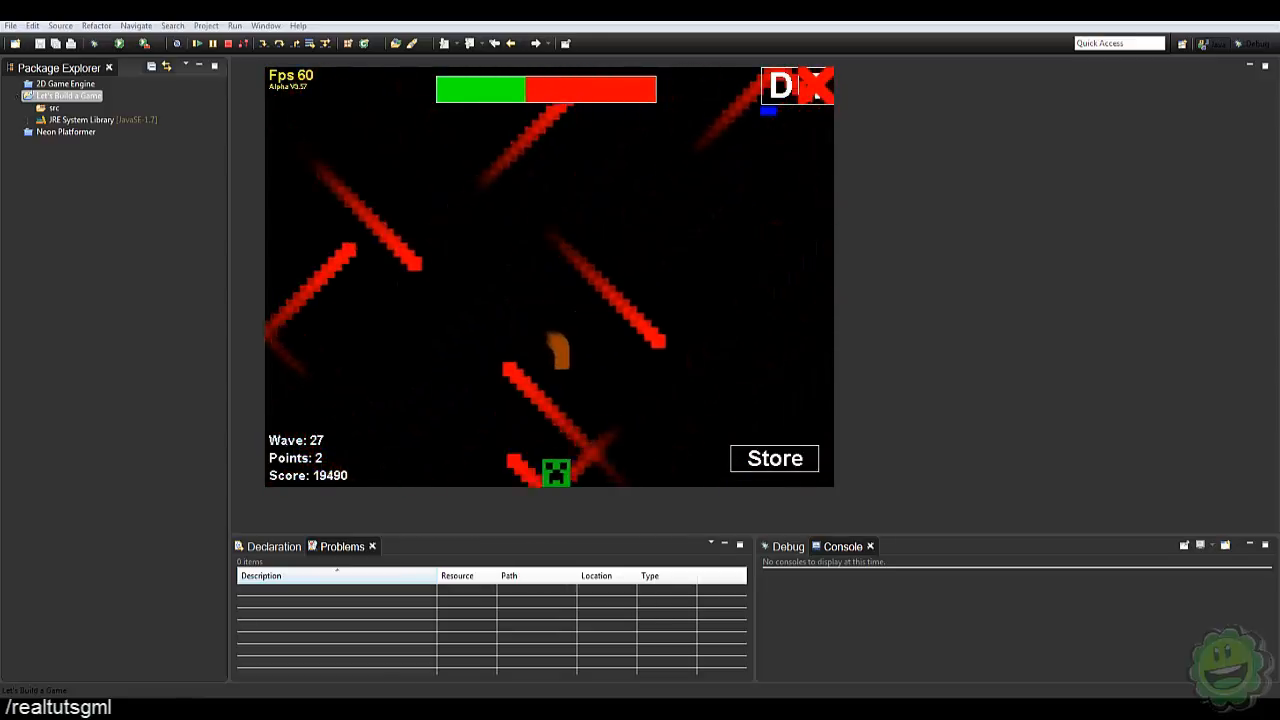 File Edit Source Refactor Navigate Search Project Run Window Help
Quick Access
Java
Debug
Package Explorer
2D Game Engine
Let's Build a Game
src
JRE System Library [JavaSE-1.7]
Neon Platformer
Fps 60
Alpha V3.57
D
Wave: 27
Points: 2
Score: 19490
Store
Declaration Problems
0 items
Description Resource Path Location Type
Debug Console
No consoles to display at this time.
Let's Build a Game
/realtutsgml